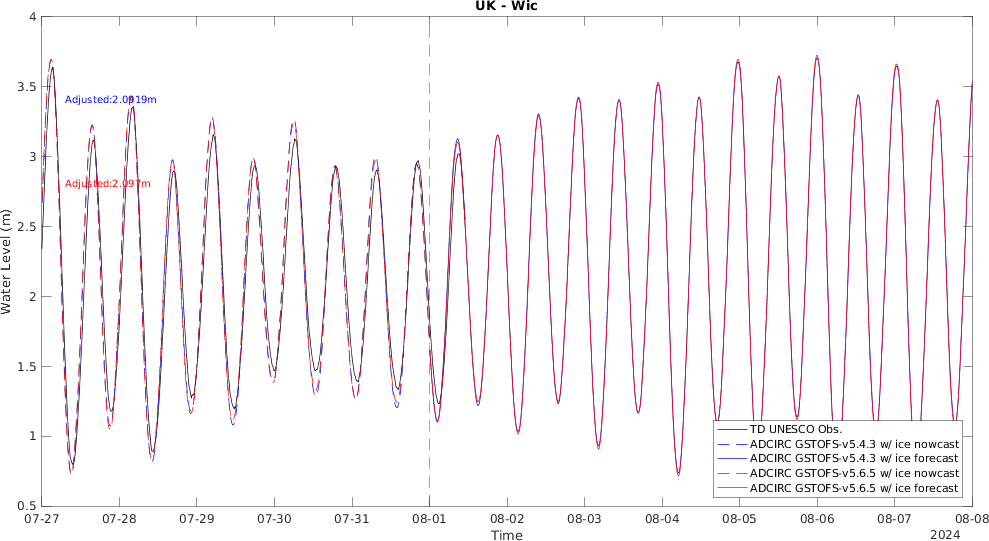 UK - Wic
4
3.5
3
2.5
2
1.5
1
0.5
Water Level (m)
Adjusted:2.0919m
Adjusted:2.097m
TD UNESCO Obs.
ADCIRC GSTOFS-v5.4.3 w/ ice nowcast
ADCIRC GSTOFS-v5.4.3 w/ ice forecast
ADCIRC GSTOFS-v5.6.5 w/ ice nowcast
ADCIRC GSTOFS-v5.6.5 w/ ice forecast
07-27 07-28 07-29 07-30 07-31 08-01 08-02 08-03 08-04 08-05 08-06 08-07 08-08
Time
2024